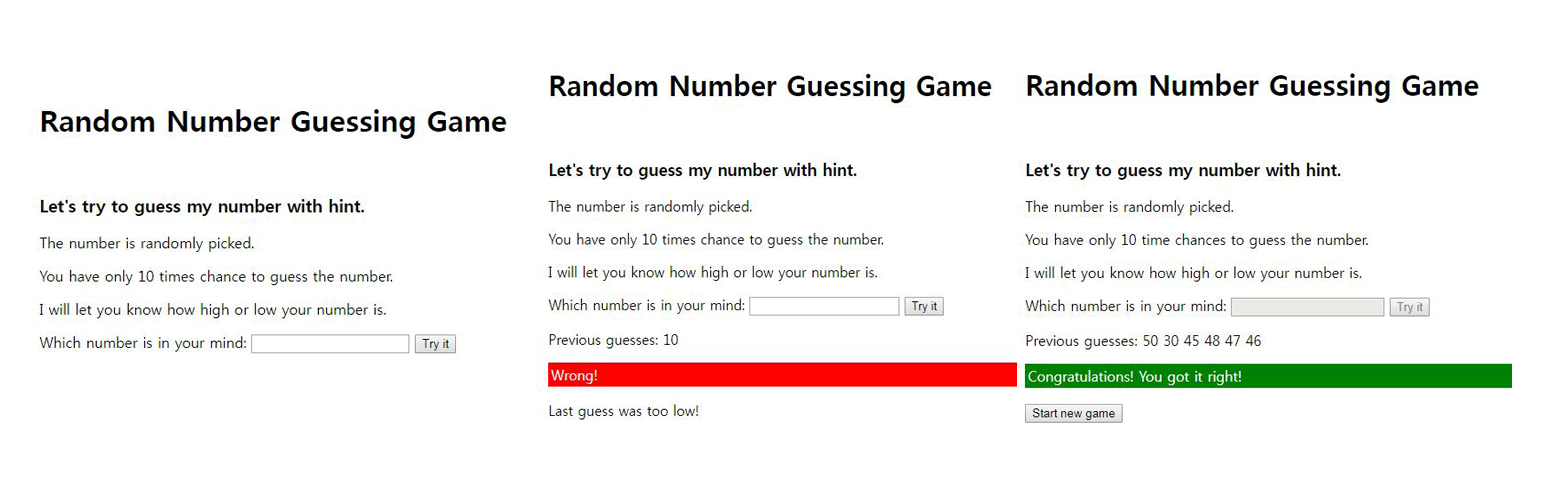 Random Number Guessing Game
Let's try to guess my number with hint.
The number is randomly picked.
You have only 10 times chance to guess the number.
I will let you know how high or low your number is.
Which number is in your mind: Try it
Random Number Guessing Game
Let's try to guess my number with hint.
The number is randomly picked.
You have only 10 times chance to guess the number.
I will let you know how high or low your number is.
Which number is in your mind: Try it
Previous guesses: 10
Wrong!
Last guess was too low!
Random Number Guessing Game
Let's try to guess my number with hint.
The number is randomly picked.
You have only 10 time chances to guess the number.
I will let you know how high or low your number is.
Which number is in your mind: Try it
Previous guesses: 50 30 45 48 47 46
Congratulations! You got it right!
Start new game